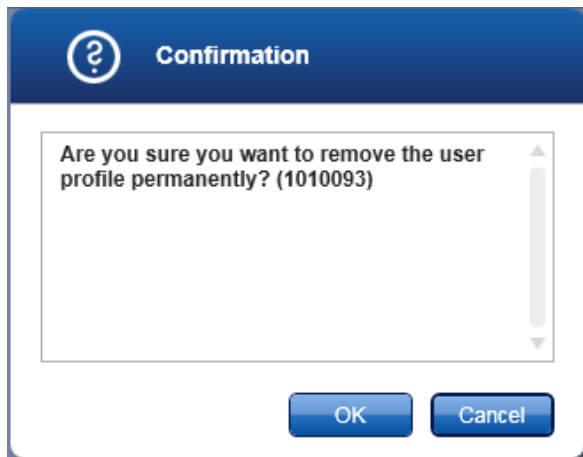 Confirmation
Are you sure you want to remove the user
profile permanently? (1010093)
OK
Cancel